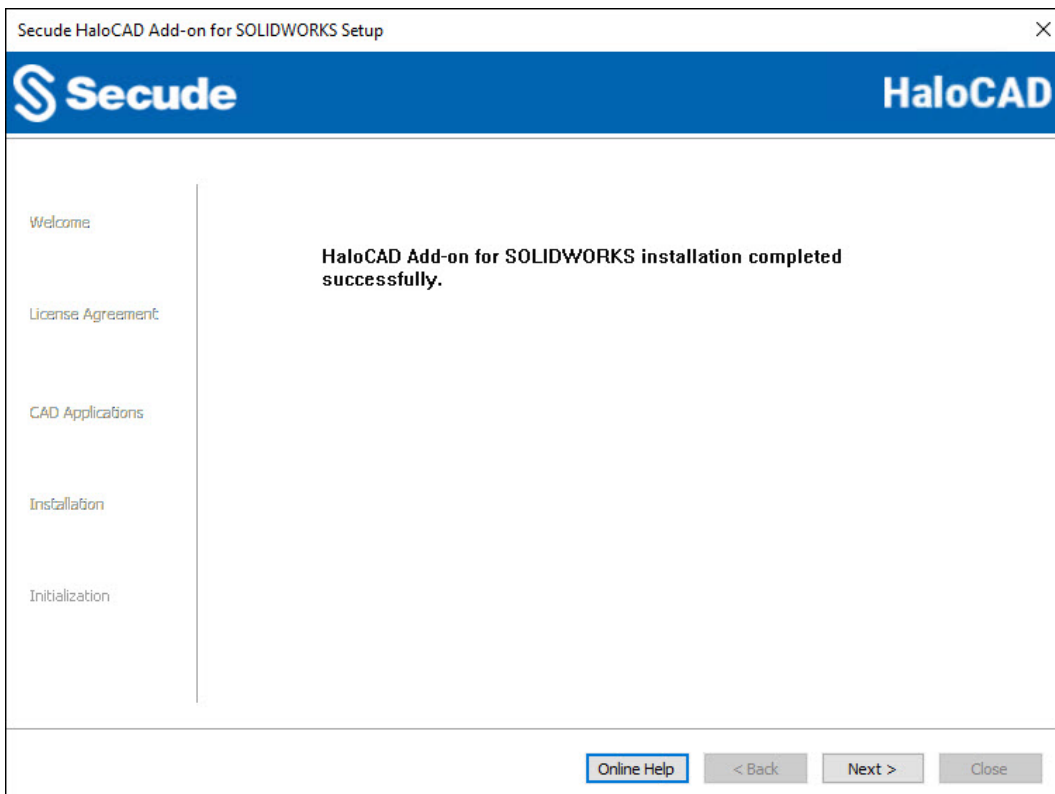 Secude HaloCAD Add-on for SOLIDWORKS Setup
Secude
HaloCAD
Welcome
HaloCAD Add-on for SOLIDWORKS installation completed
successfully.
License Agreement
CAD Applications
Installation
Initialization
Online Help
< Back
Next >
Close